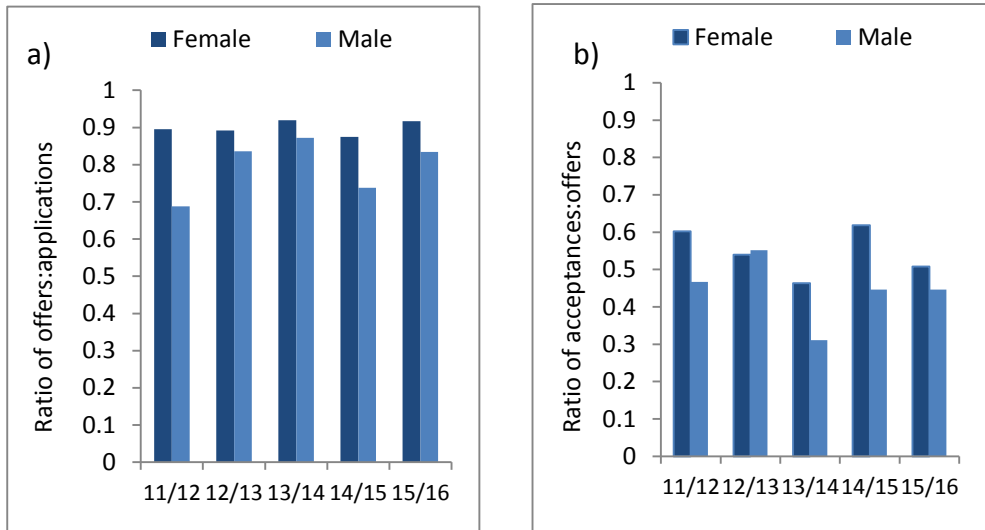 a)
Female Male
Ratio of offers:applications
1
0.9
0.8
0.7
0.6
0.5
0.4
0.3
0.2
0.1
0
11/12 12/13 13/14 14/15 15/16
b)
Female Male
Ratio of acceptances:offers
1
0.9
0.8
0.7
0.6
0.5
0.4
0.3
0.2
0.1
0
11/12 12/13 13/14 14/15 15/16